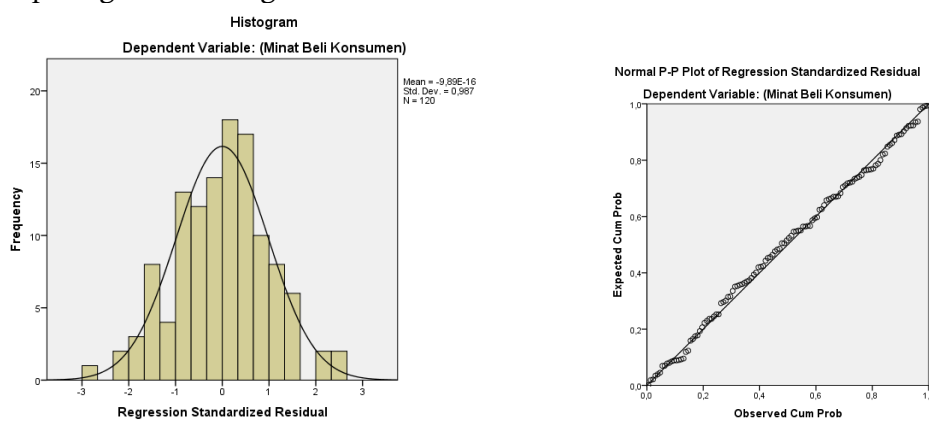 Histogram
Dependent Variable: (Minat Beli Konsumen)
Mean = -9,89E-16
Std. Dev. = 0,987
N = 120
20
15
10
5
0
Frequency
-3 -2 -1 0 1 2 3
Regression Standardized Residual
Normal P-P Plot of Regression Standardized Residual
Dependent Variable: (Minat Beli Konsumen)
1,0
0,8
0,6
0,4
0,2
0,0
Expected Cum Prob
0,0 0,2 0,4 0,6 0,8 1,
Observed Cum Prob